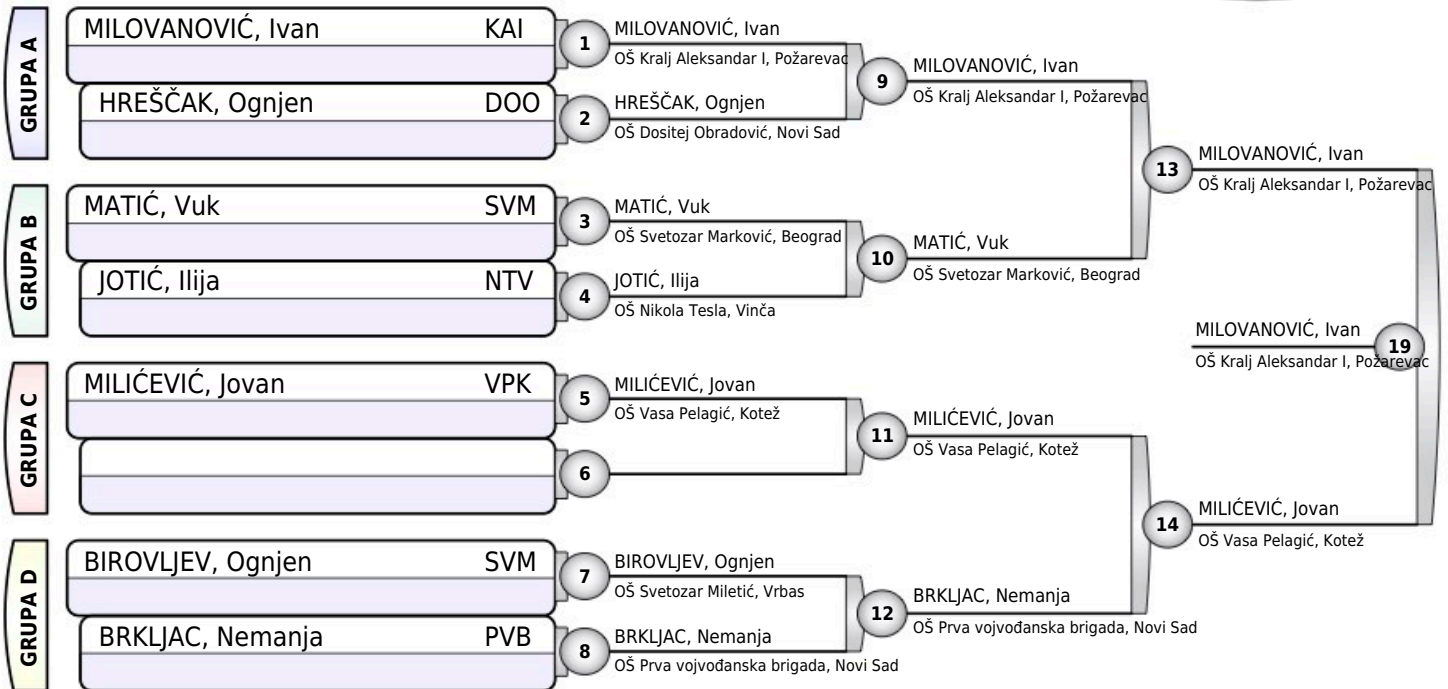 GRUPA A
MILOVANOVIĆ, Ivan KAI
HREŠČAK, Ognjen DOO
GRUPA B
MATIĆ, Vuk SVM
JOTIĆ, Ilija NTV
GRUPA C
MILIĆEVIĆ, Jovan VPK
GRUPA D
BIROVLJEV, Ognjen SVM
BRKLJAC, Nemanja PVB
1
MILOVANOVIĆ, Ivan
OŠ Kralj Aleksandar I, Požarevac
2
HREŠČAK, Ognjen
OŠ Dositej Obradović, Novi Sad
3
MATIĆ, Vuk
OŠ Svetozar Marković, Beograd
4
JOTIĆ, Ilija
OŠ Nikola Tesla, Vinča
5
MILIĆEVIĆ, Jovan
OŠ Vasa Pelagić, Kotež
6
7
BIROVLJEV, Ognjen
OŠ Svetozar Miletić, Vrbas
8
BRKLJAC, Nemanja
OŠ Prva vojvođanska brigada, Novi Sad
9
MILOVANOVIĆ, Ivan
OŠ Kralj Aleksandar I, Požarevac
10
MATIĆ, Vuk
OŠ Svetozar Marković, Beograd
11
MILIĆEVIĆ, Jovan
OŠ Vasa Pelagić, Kotež
12
BRKLJAC, Nemanja
OŠ Prva vojvođanska brigada, Novi Sad
13
MILOVANOVIĆ, Ivan
OŠ Kralj Aleksandar I, Požarevac
14
MILIĆEVIĆ, Jovan
OŠ Vasa Pelagić, Kotež
MILOVANOVIĆ, Ivan
19
OŠ Kralj Aleksandar I, Požarevac